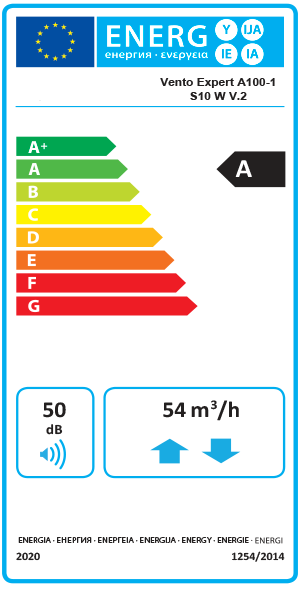 ENERG Y IJA
енергия · ενεργεια IE IA
Vento Expert A100-1
S10 W V.2
A+
A
A
B
C
D
E
F
G
50
dB
54 m³/h
ENERGIA · ЕНЕРГИЯ · ΕΝΕΡΓΕΙΑ · ENERGIJA · ENERGY · ENERGIE · ENERGI
2020 1254/2014